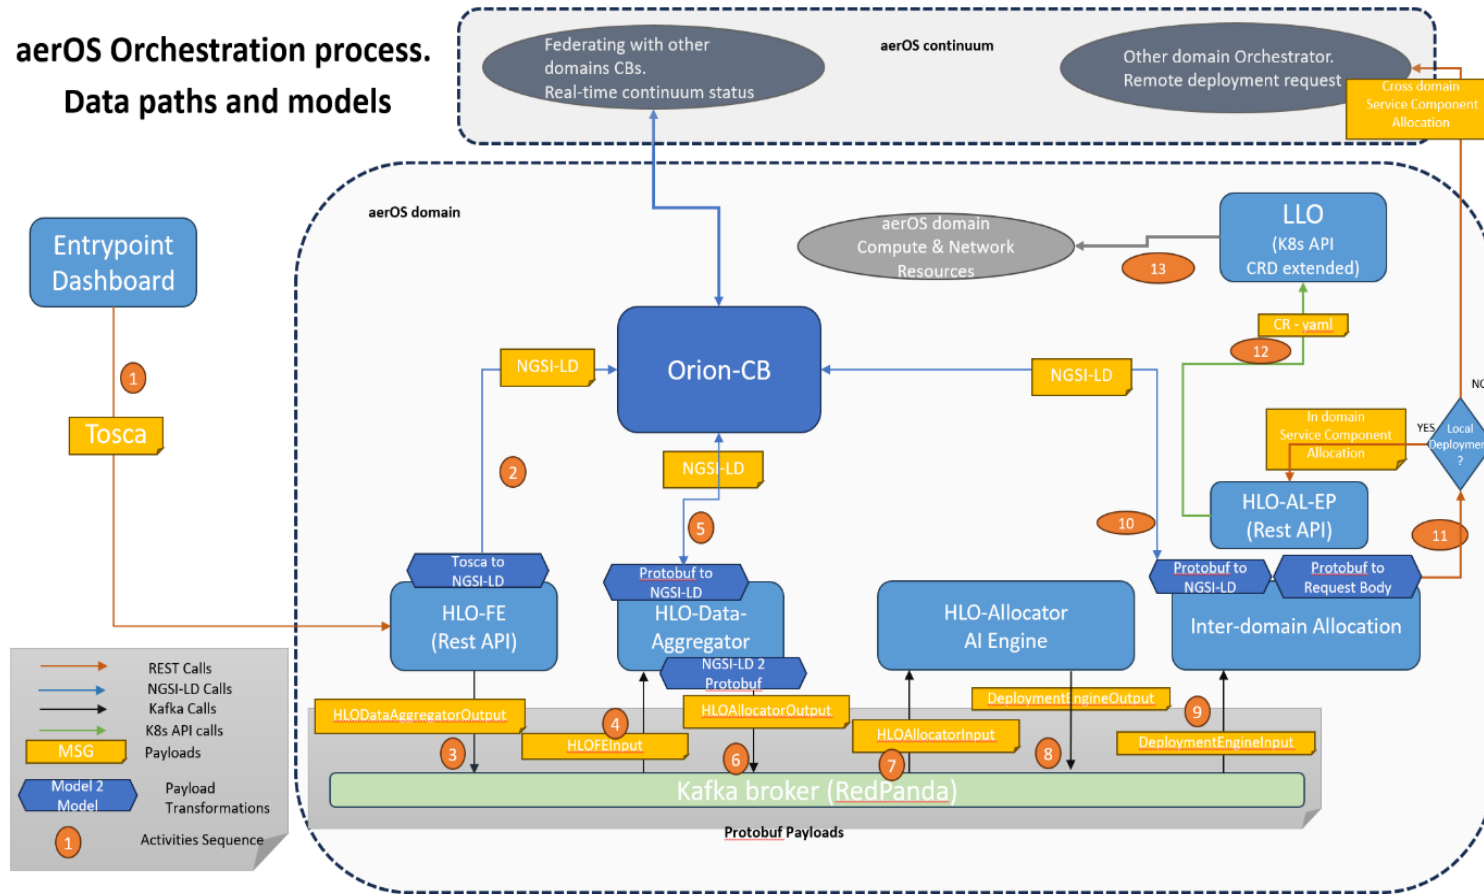 aerOS Orchestration process.
Data paths and models
aerOS continuum
Federating with other
domains CBs.
Real-time continuum status
Other domain Orchestrator.
Remote deployment request
Cross domain
Service Component
Allocation
aerOS domain
Entrypoint
Dashboard
1
Tosca
aerOS domain
Compute & Network
Resources
13
LLO
(K8s API
CRD extended)
CR - yaml
12
Orion-CB
NGSI-LD
NGSI-LD
NGSI-LD
2
5
10
In domain
Service Component
Allocation
YES
NO
Local
Deployment
?
HLO-AL-EP
(Rest API)
11
Tosca to
NGSI-LD
HLO-FE
(Rest API)
Protobuf to
NGSI-LD
HLO-Data-
Aggregator
NGSI-LD 2
Protobuf
HLO-Allocator
AI Engine
Protobuf to
NGSI-LD
Protobuf to
Request Body
Inter-domain Allocation
HLODataAggregatorOutput
3
4
HLOFEInput
HLOAllocatorOutput
6
HLOAllocatorInput
7
DeploymentEngineOutput
8
9
DeploymentEngineInput
Kafka broker (RedPanda)
Protobuf Payloads
REST Calls
NGSI-LD Calls
Kafka Calls
K8s API calls
MSG
Payloads
Model 2
Model
Payload
Transformations
1
Activities Sequence